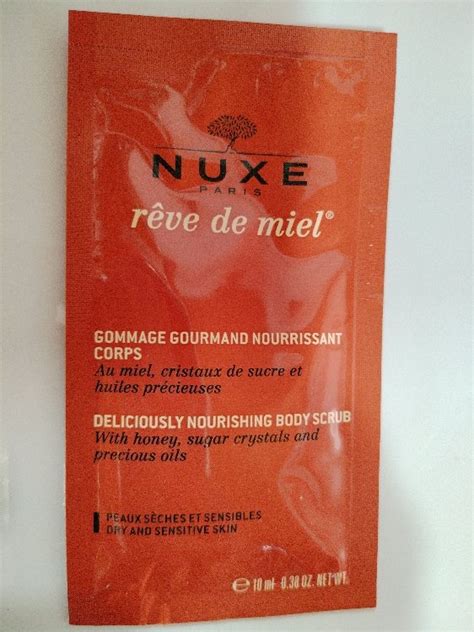 NUXE
PARIS
rêve de miel®
GOMMAGE GOURMAND NOURRISSANT
CORPS
Au miel, cristaux de sucre et
huiles précieuses
DELICIOUSLY NOURISHING BODY SCRUB
With honey, sugar crystals and
precious oils
PEAUX SÈCHES ET SENSIBLES
DRY AND SENSITIVE SKIN
℮ 10 ml 0.38 OZ. NET WT.